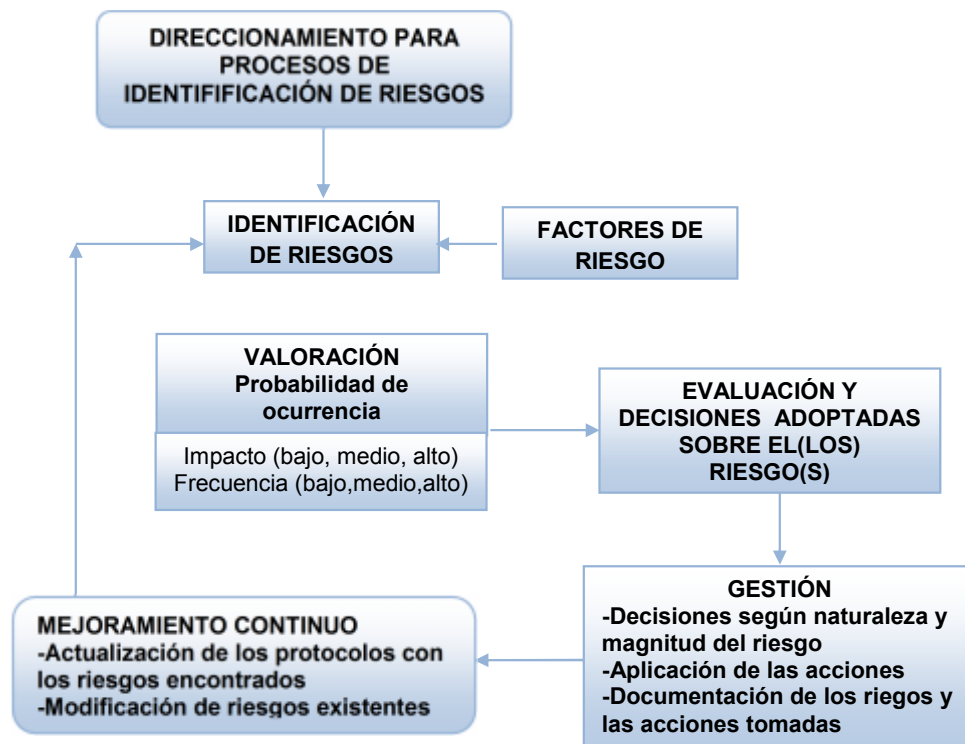 DIRECCIONAMIENTO PARA
PROCESOS DE
IDENTIFIFICACIÓN DE RIESGOS
IDENTIFICACIÓN
DE RIESGOS
FACTORES DE
RIESGO
VALORACIÓN
Probabilidad de
ocurrencia
Impacto (bajo, medio, alto)
Frecuencia (bajo,medio,alto)
EVALUACIÓN Y
DECISIONES ADOPTADAS
SOBRE EL(LOS)
RIESGO(S)
GESTIÓN
-Decisiones según naturaleza y
magnitud del riesgo
-Aplicación de las acciones
-Documentación de los riegos y
las acciones tomadas
MEJORAMIENTO CONTINUO
-Actualización de los protocolos con
los riesgos encontrados
-Modificación de riesgos existentes